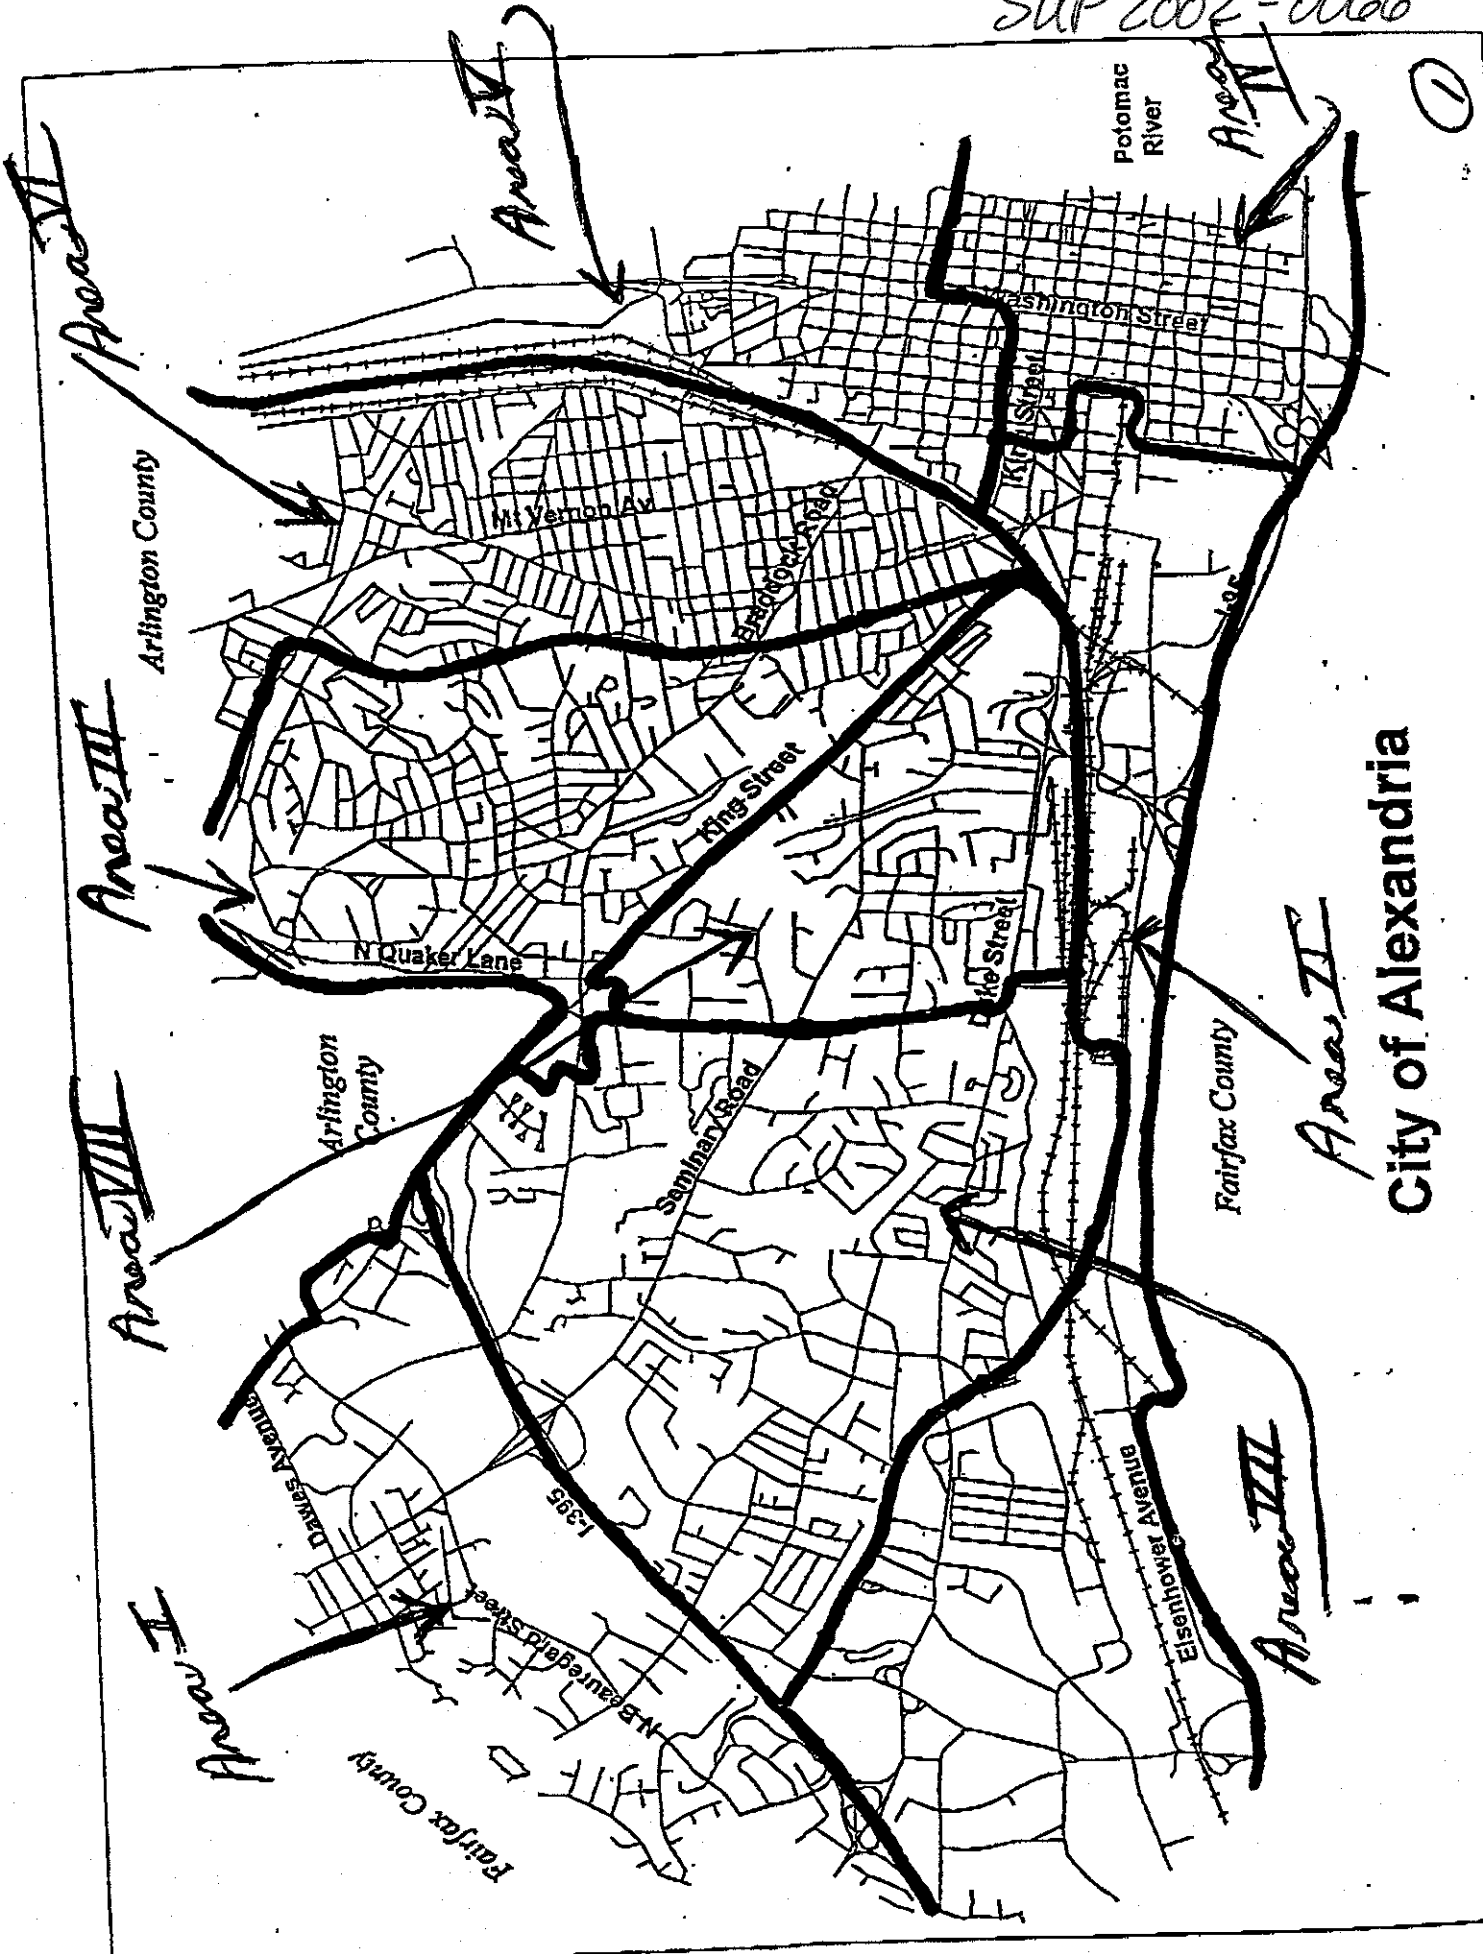 SUP 2002-0066
1
Area I
Area VIII
Area III
Area VI
Area V
Area IV
Area II
Area VII
Arlington County
Arlington
County
Fairfax County
Fairfax County
Potomac
River
Dawes Avenue
N Beauregard Street
I-395
Seminary Road
N Quaker Lane
King Street
Braddock Road
Mt Vernon Av
Washington Street
King Street
Duke Street
Eisenhower Avenue
City of Alexandria